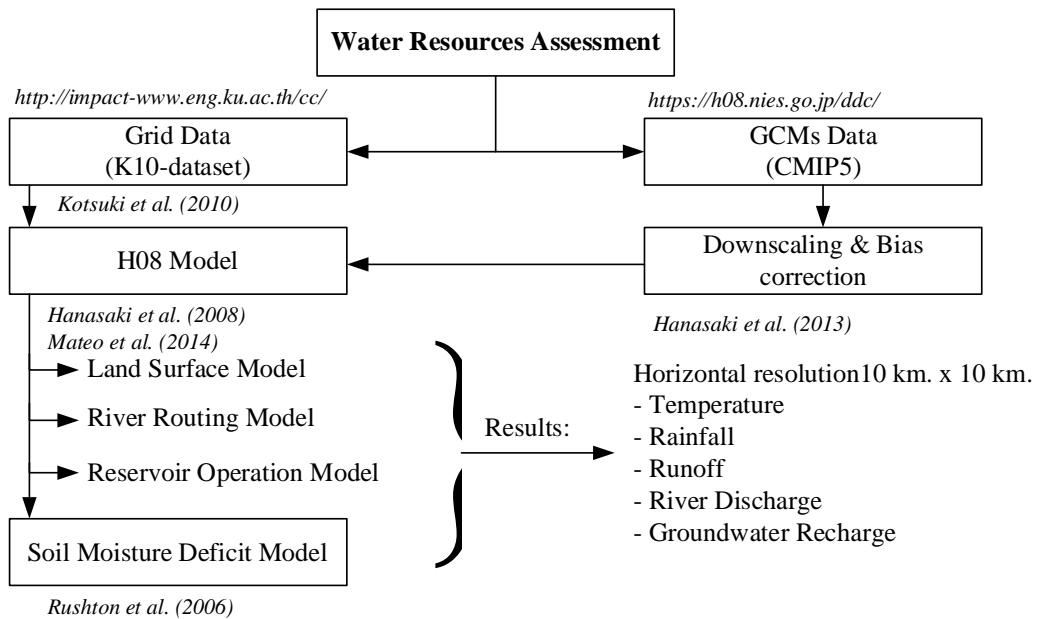 Water Resources Assessment
http://impact-www.eng.ku.ac.th/cc/
https://h08.nies.go.jp/ddc/
Grid Data
(K10-dataset)
GCMs Data
(CMIP5)
Kotsuki et al. (2010)
H08 Model
Downscaling & Bias
correction
Hanasaki et al. (2008)
Mateo et al. (2014)
Hanasaki et al. (2013)
Land Surface Model
River Routing Model
Reservoir Operation Model
Soil Moisture Deficit Model
Rushton et al. (2006)
Results:
Horizontal resolution10 km. x 10 km.
- Temperature
- Rainfall
- Runoff
- River Discharge
- Groundwater Recharge